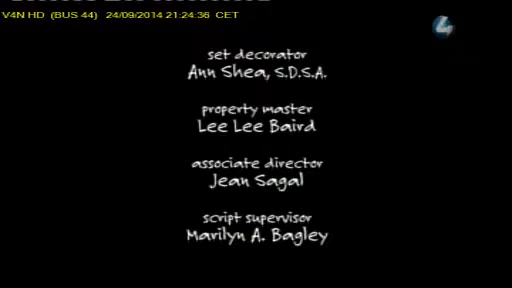 V4N HD (BUS 44) 24/09/2014 21:24:36 CET
4
set decorator
Ann Shea, S.D.S.A.
property master
Lee Lee Baird
associate director
Jean Sagal
script supervisor
Marilyn A. Bagley